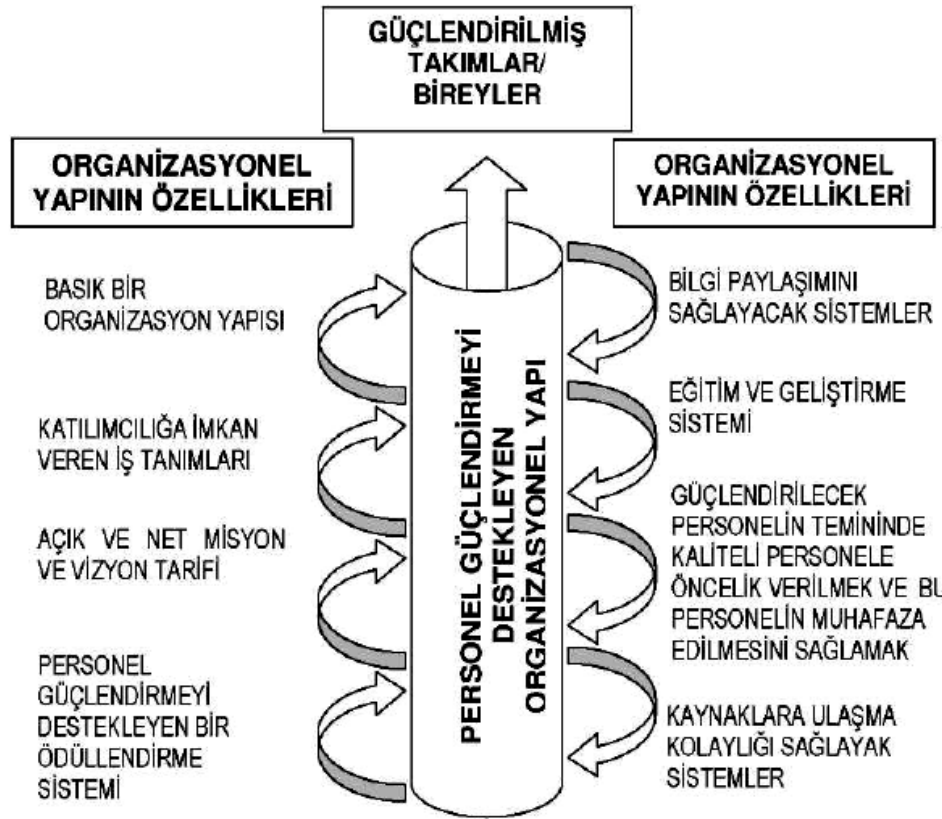 GÜÇLENDİRİLMİŞ
TAKIMLAR/
BİREYLER
ORGANİZASYONEL
YAPININ ÖZELLİKLERİ
BASIK BİR
ORGANİZASYON YAPISI
KATILIMCILIĞA İMKAN
VEREN İŞ TANIMLARI
AÇIK VE NET MİSYON
VE VİZYON TARİFİ
PERSONEL
GÜÇLENDİRMEYİ
DESTEKLEYEN BİR
ÖDÜLLENDİRME
SİSTEMİ
PERSONEL GÜÇLENDİRMEYİ
DESTEKLEYEN
ORGANİZASYONEL YAPI
ORGANİZASYONEL
YAPININ ÖZELLİKLERİ
BİLGİ PAYLAŞIMINI
SAĞLAYACAK SİSTEMLER
EĞİTİM VE GELİŞTİRME
SİSTEMİ
GÜÇLENDİRİLECEK
PERSONELİN TEMİNİNDE
KALİTELİ PERSONELE
ÖNCELİK VERİLMEK VE BU
PERSONELİN MUHAFAZA
EDİLMESİNİ SAĞLAMAK
KAYNAKLARA ULAŞMA
KOLAYLIĞI SAĞLAYAK
SİSTEMLER